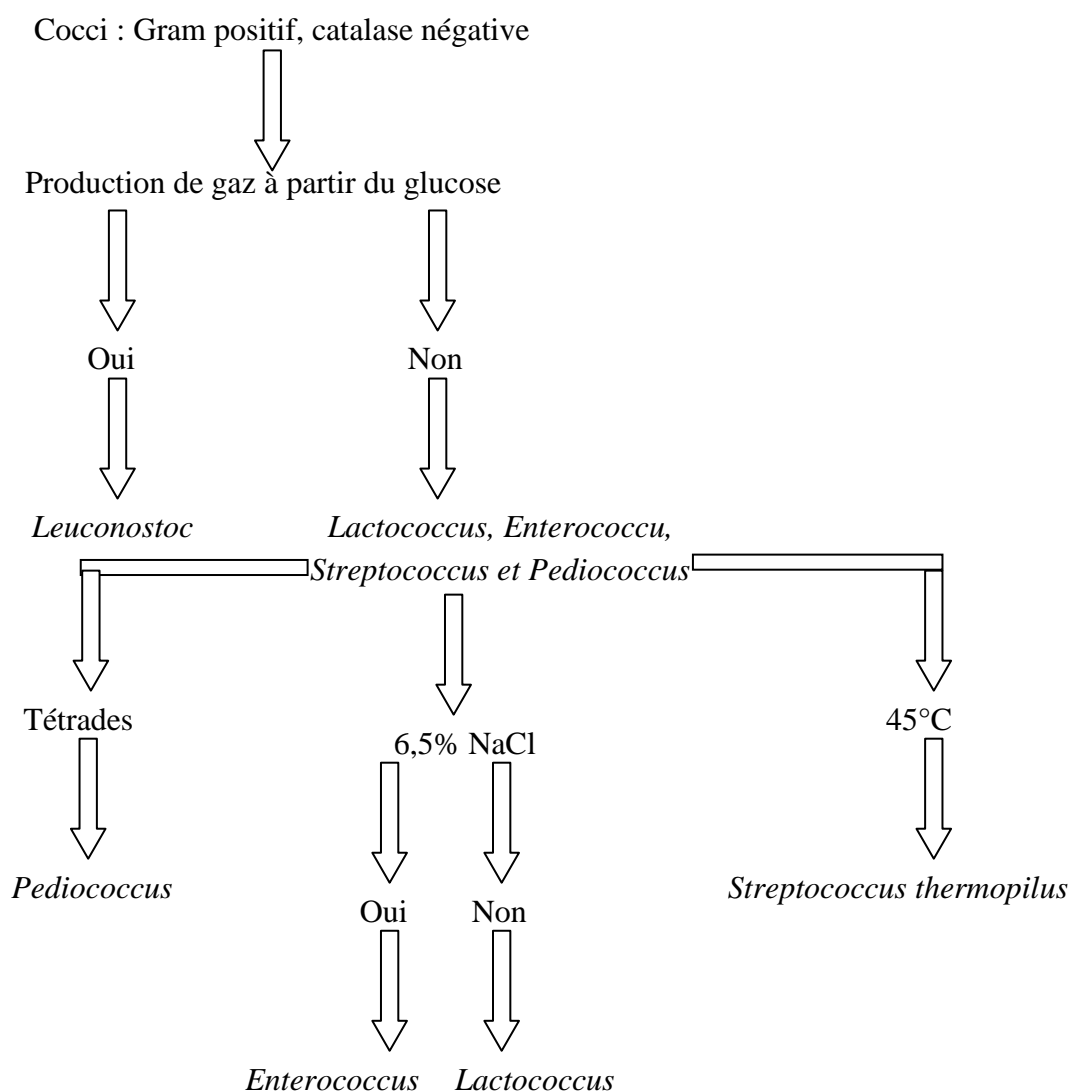 Cocci : Gram positif, catalase négative
Production de gaz à partir du glucose
Oui
Non
Leuconostoc
Lactococcus, Enterococcu,
Streptococcus et Pediococcus
Tétrades
6,5% NaCl
45°C
Pediococcus
Oui
Non
Streptococcus thermopilus
Enterococcus
Lactococcus